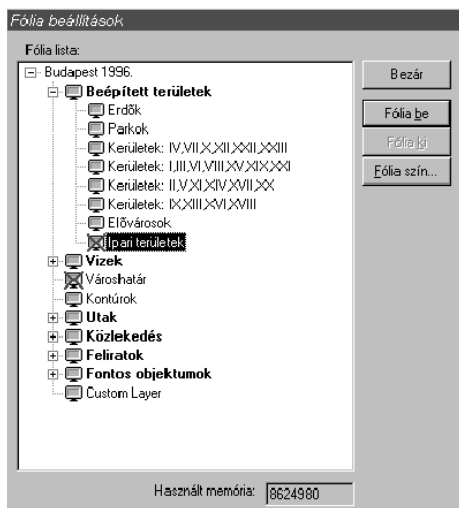 Fólia beállítások
Fólia lista:
Budapest 1996.
Beépített területek
Erdõk
Parkok
Kerületek: IV,VII,X,XII,XXII,XXIII
Kerületek: I,III,VI,VIII,XV,XIX,XXI
Kerületek: II,V,XI,XIV,XVII,XX
Kerületek: IX,XIII,XVI,XVIII
Elõvárosok
Ipari területek
Vizek
Városhatár
Kontúrok
Utak
Közlekedés
Feliratok
Fontos objektumok
Custom Layer
Bezár
Fólia be
Fólia ki
Fólia szín...
Használt memória: 8624980